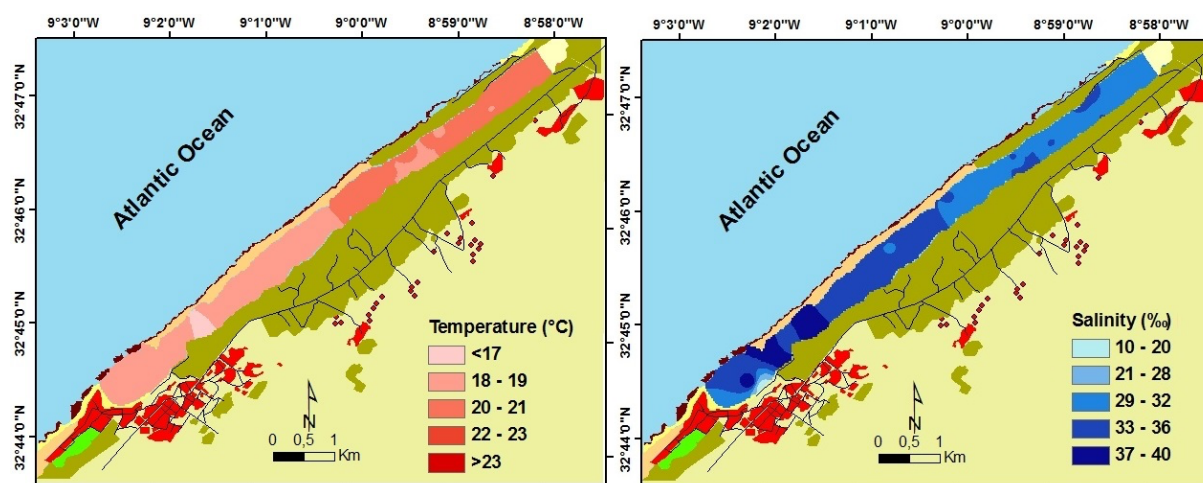 9°3'0"W 9°2'0"W 9°1'0"W 9°0'0"W 8°59'0"W 8°58'0"W
32°47'0"N
32°46'0"N
32°45'0"N
32°44'0"N
Atlantic Ocean
Temperature (°C)
<17
18 - 19
20 - 21
22 - 23
>23
N
0 0,5 1
Km
9°3'0"W 9°2'0"W 9°1'0"W 9°0'0"W 8°59'0"W 8°58'0"W
32°47'0"N
32°46'0"N
32°45'0"N
32°44'0"N
Atlantic Ocean
Salinity (‰)
10 - 20
21 - 28
29 - 32
33 - 36
37 - 40
N
0 0,5 1
Km